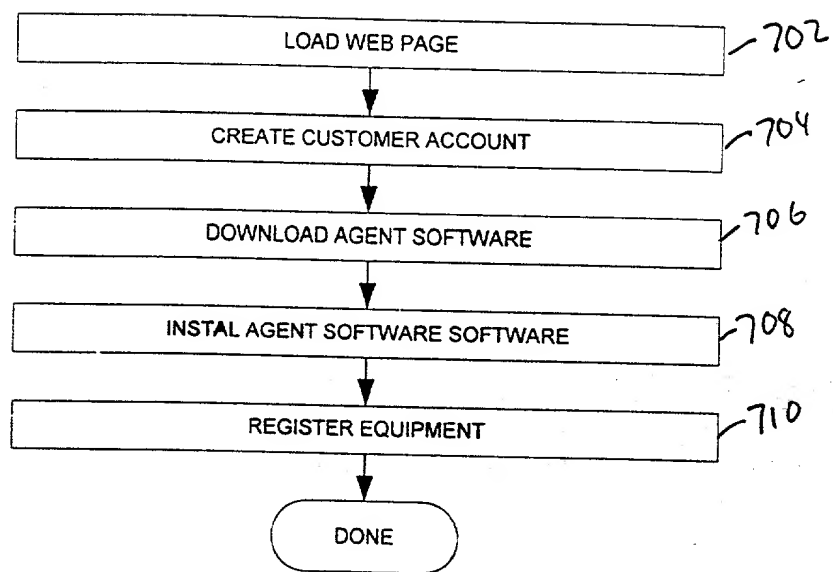 LOAD WEB PAGE 702
CREATE CUSTOMER ACCOUNT 704
DOWNLOAD AGENT SOFTWARE 706
INSTAL AGENT SOFTWARE SOFTWARE 708
REGISTER EQUIPMENT 710
DONE